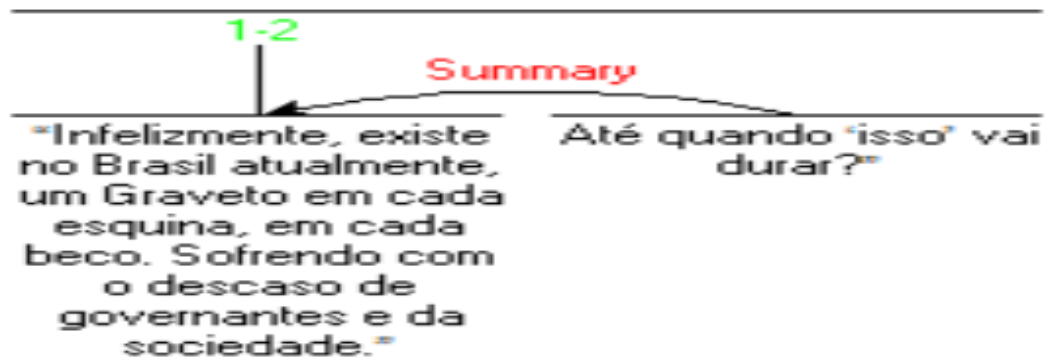 1-2
Summary
"Infelizmente, existe
no Brasil atualmente,
um Graveto em cada
esquina, em cada
beco. Sofrendo com
o descaso de
governantes e da
sociedade."
Até quando 'isso' vai
durar?"